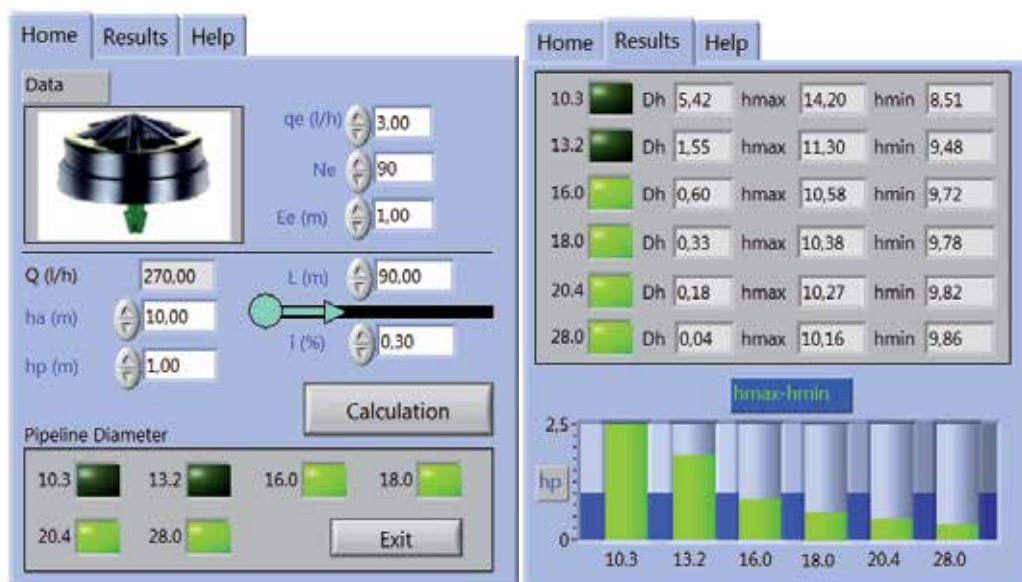 Home Results Help
Data
qe (l/h) 3,00
Ne 90
Ee (m) 1,00
Q (l/h) 270,00 L (m) 90,00
ha (m) 10,00
i (%) 0,30
hp (m) 1,00
Calculation
Pipeline Diameter
10.3 13.2 16.0 18.0
20.4 28.0 Exit
Home Results Help
10.3 Dh 5,42 hmax 14,20 hmin 8,51
13.2 Dh 1,55 hmax 11,30 hmin 9,48
16.0 Dh 0,60 hmax 10,58 hmin 9,72
18.0 Dh 0,33 hmax 10,38 hmin 9,78
20.4 Dh 0,18 hmax 10,27 hmin 9,82
28.0 Dh 0,04 hmax 10,16 hmin 9,86
hmax-hmin
2,5
hp
0
10.3 13.2 16.0 18.0 20.4 28.0